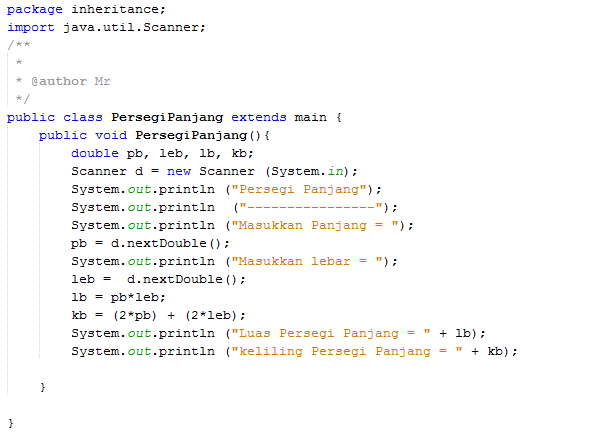 package inheritance;
import java.util.Scanner;
/**
 *
 * @author Mr
 */
public class PersegiPanjang extends main {
    public void PersegiPanjang(){
        double pb, leb, lb, kb;
        Scanner d = new Scanner (System.in);
        System.out.println ("Persegi Panjang");
        System.out.println  ("----------------");
        System.out.println ("Masukkan Panjang = ");
        pb = d.nextDouble();
        System.out.println ("Masukkan lebar = ");
        leb =  d.nextDouble();
        lb = pb*leb;
        kb = (2*pb) + (2*leb);
        System.out.println ("Luas Persegi Panjang = " + lb);
        System.out.println ("keliling Persegi Panjang = " + kb);
    }
}